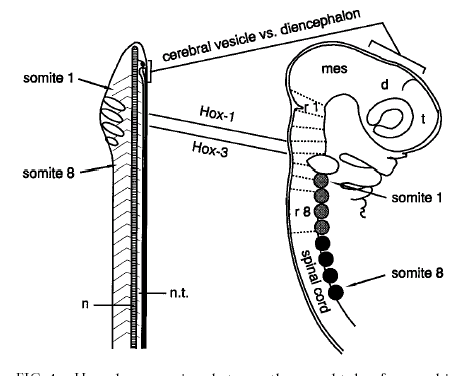 cerebral vesicle vs. diencephalon
somite 1
mes
d
t
r 1
Hox-1
Hox-3
somite 8
somite 1
r 8
spinal cord
somite 8
n.t.
n